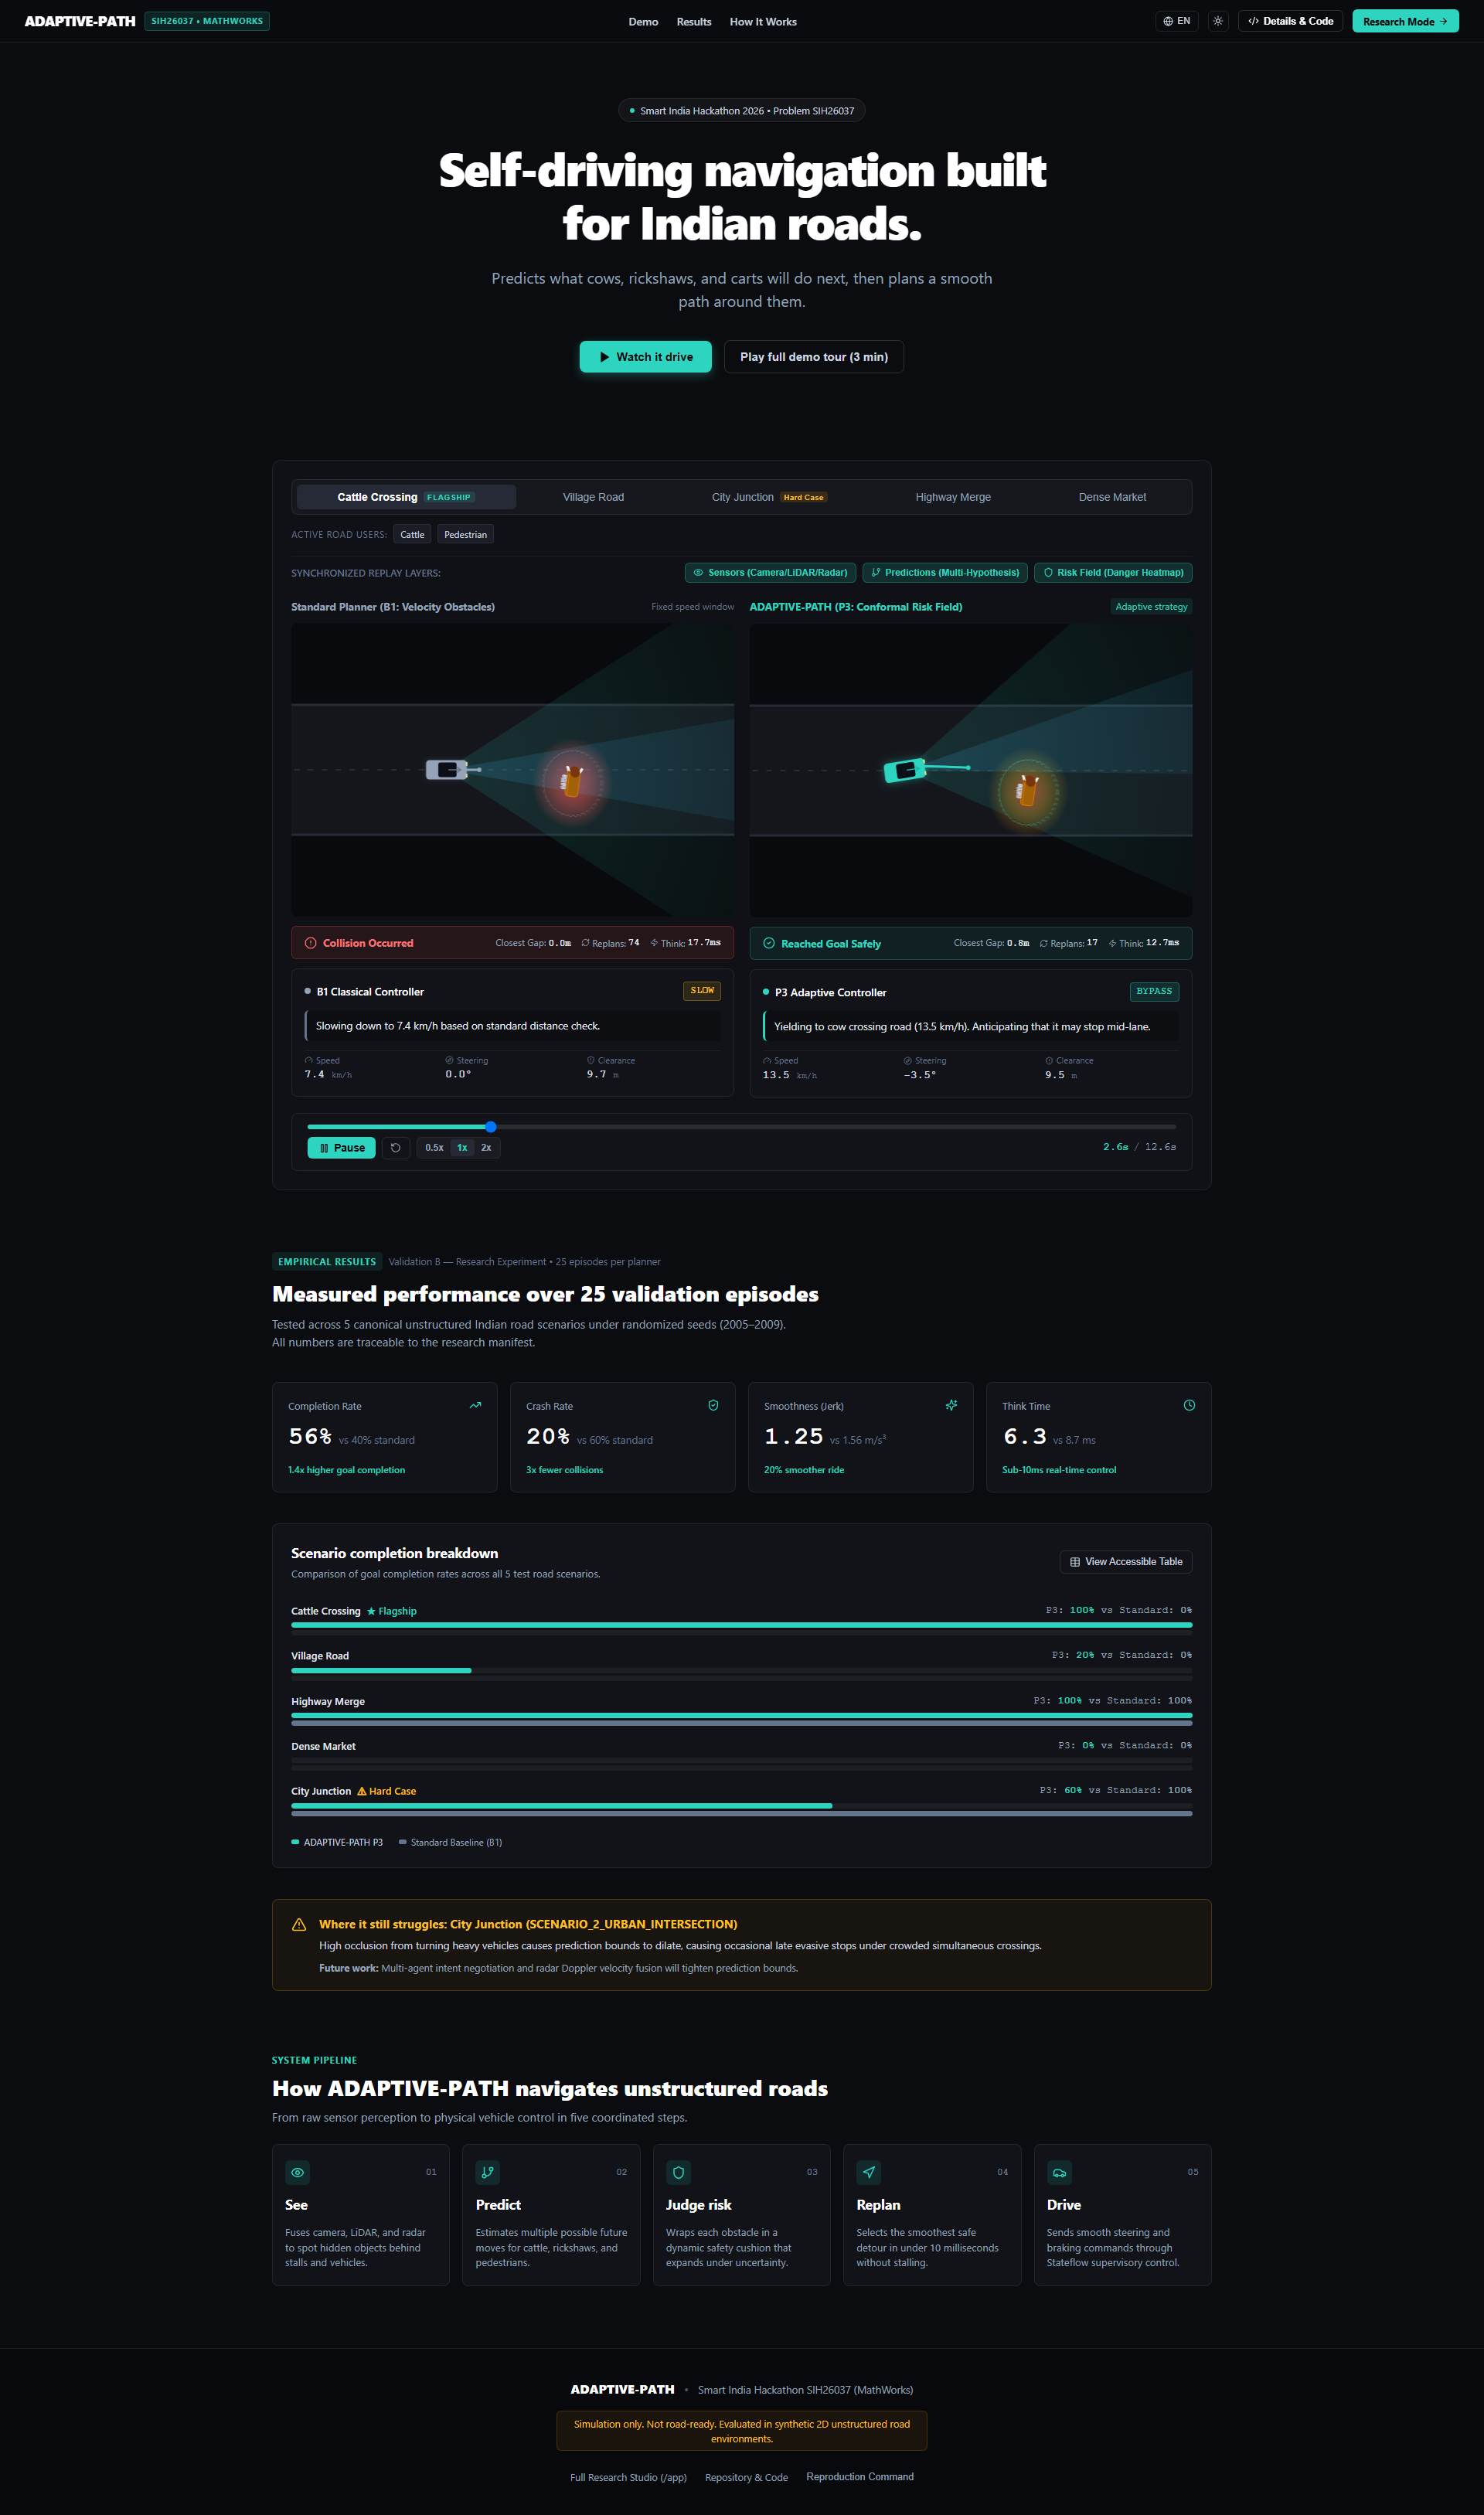 ADAPTIVE-PATH SIH26037 • MATHWORKS Demo Results How It Works EN Details & Code Research Mode →
Smart India Hackathon 2026 • Problem SIH26037
Self-driving navigation built
for Indian roads.
Predicts what cows, rickshaws, and carts will do next, then plans a smooth
path around them.
Watch it drive Play full demo tour (3 min)
Cattle Crossing FLAGSHIP Village Road City Junction Hard Case Highway Merge Dense Market
ACTIVE ROAD USERS: Cattle Pedestrian
SYNCHRONIZED REPLAY LAYERS: Sensors (Camera/LiDAR/Radar) Predictions (Multi-Hypothesis) Risk Field (Danger Heatmap)
Standard Planner (B1: Velocity Obstacles) Fixed speed window
ADAPTIVE-PATH (P3: Conformal Risk Field) Adaptive strategy
Collision Occurred Closest Gap: 0.0m Replans: 74 Think: 17.7ms
Reached Goal Safely Closest Gap: 0.8m Replans: 17 Think: 12.7ms
B1 Classical Controller SLOW
Slowing down to 7.4 km/h based on standard distance check.
Speed Steering Clearance
7.4 km/h 0.0° 9.7 m
P3 Adaptive Controller BYPASS
Yielding to cow crossing road (13.5 km/h). Anticipating that it may stop mid-lane.
Speed Steering Clearance
13.5 km/h -3.5° 9.5 m
Pause 0.5x 1x 2x 2.6s / 12.6s
EMPIRICAL RESULTS Validation B — Research Experiment • 25 episodes per planner
Measured performance over 25 validation episodes
Tested across 5 canonical unstructured Indian road scenarios under randomized seeds (2005–2009).
All numbers are traceable to the research manifest.
Completion Rate
56% vs 40% standard
1.4x higher goal completion
Crash Rate
20% vs 60% standard
3x fewer collisions
Smoothness (Jerk)
1.25 vs 1.56 m/s³
20% smoother ride
Think Time
6.3 vs 8.7 ms
Sub-10ms real-time control
Scenario completion breakdown
Comparison of goal completion rates across all 5 test road scenarios.
View Accessible Table
Cattle Crossing ★ Flagship P3: 100% vs Standard: 0%
Village Road P3: 20% vs Standard: 0%
Highway Merge P3: 100% vs Standard: 100%
Dense Market P3: 0% vs Standard: 0%
City Junction ⚠ Hard Case P3: 60% vs Standard: 100%
ADAPTIVE-PATH P3 Standard Baseline (B1)
Where it still struggles: City Junction (SCENARIO_2_URBAN_INTERSECTION)
High occlusion from turning heavy vehicles causes prediction bounds to dilate, causing occasional late evasive stops under crowded simultaneous crossings.
Future work: Multi-agent intent negotiation and radar Doppler velocity fusion will tighten prediction bounds.
SYSTEM PIPELINE
How ADAPTIVE-PATH navigates unstructured roads
From raw sensor perception to physical vehicle control in five coordinated steps.
01
See
Fuses camera, LiDAR, and radar
to spot hidden objects behind
stalls and vehicles.
02
Predict
Estimates multiple possible future
moves for cattle, rickshaws, and
pedestrians.
03
Judge risk
Wraps each obstacle in a
dynamic safety cushion that
expands under uncertainty.
04
Replan
Selects the smoothest safe
detour in under 10 milliseconds
without stalling.
05
Drive
Sends smooth steering and
braking commands through
Stateflow supervisory control.
ADAPTIVE-PATH • Smart India Hackathon SIH26037 (MathWorks)
Simulation only. Not road-ready. Evaluated in synthetic 2D unstructured road
environments.
Full Research Studio (/app) Repository & Code Reproduction Command